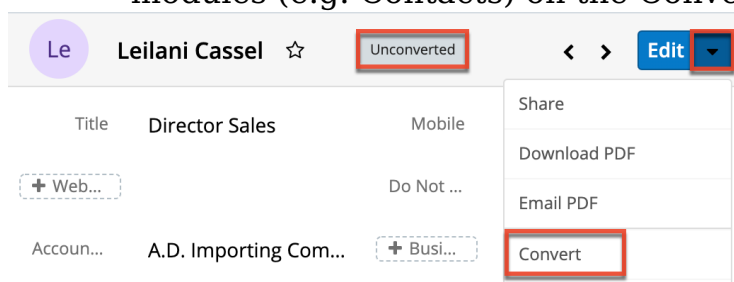 modules (e.g. Contacts) on the Conve
Le Leilani Cassel Unconverted Edit
Share
Title Director Sales Mobile
Download PDF
+ Web... Do Not ...
Email PDF
Accoun... A.D. Importing Com... + Busi...
Convert